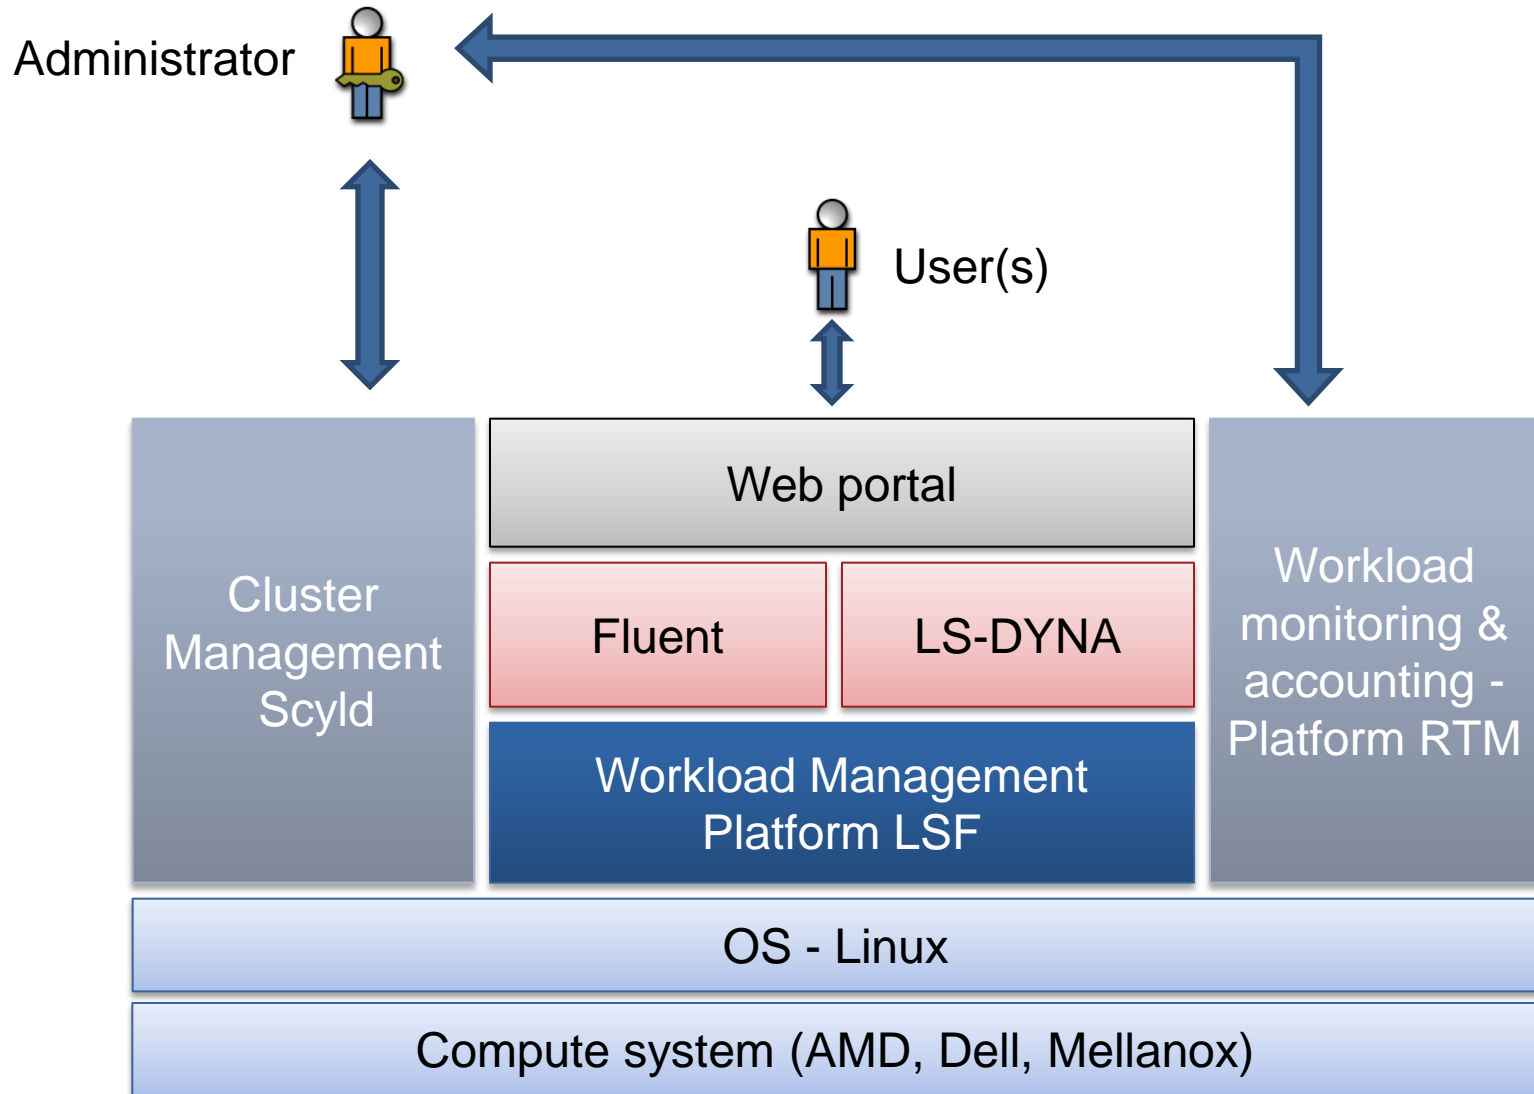 Administrator
User(s)
Web portal
Cluster
Management
Scyld
Fluent
LS-DYNA
Workload
monitoring &
accounting -
Platform RTM
Workload Management
Platform LSF
OS - Linux
Compute system (AMD, Dell, Mellanox)